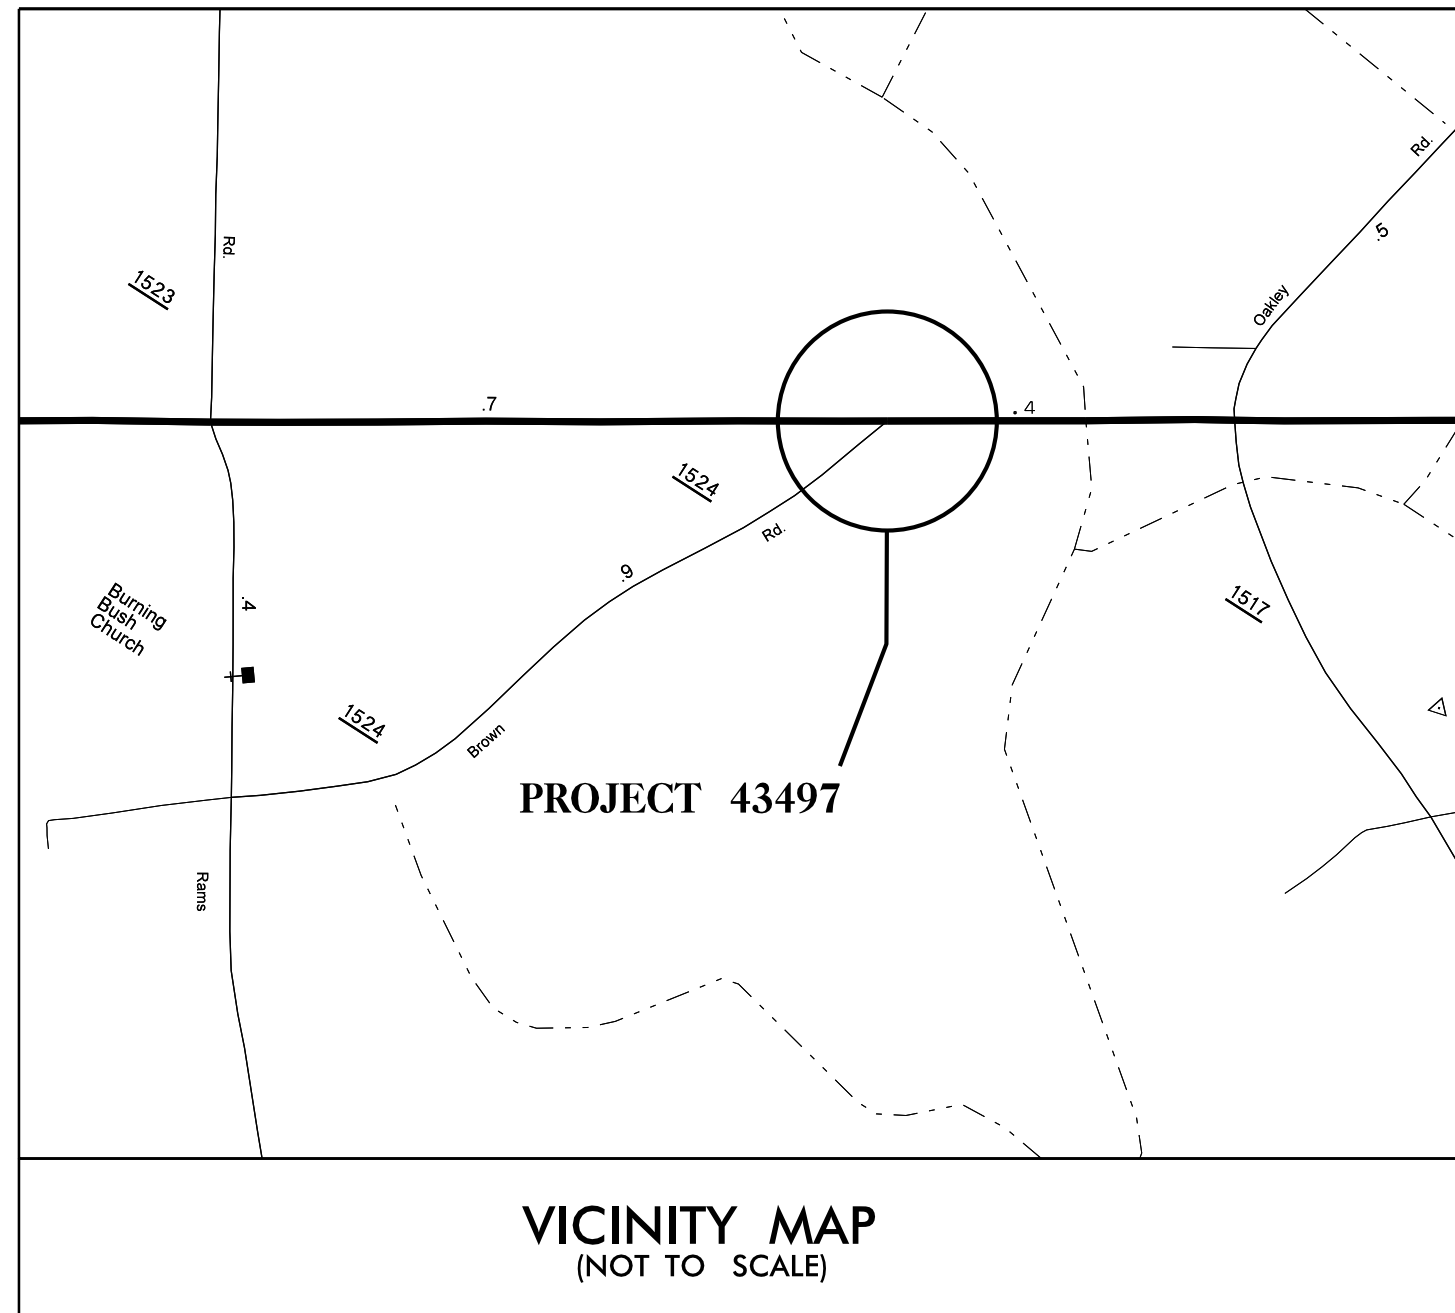 Rd.
Rd.
1523
.5
Oakley
.7
. 4
1524
Rd.
.9
Burning
Bush
Church
.4
1517
1524
Brown
PROJECT 43497
Rams
VICINITY MAP
(NOT TO SCALE)